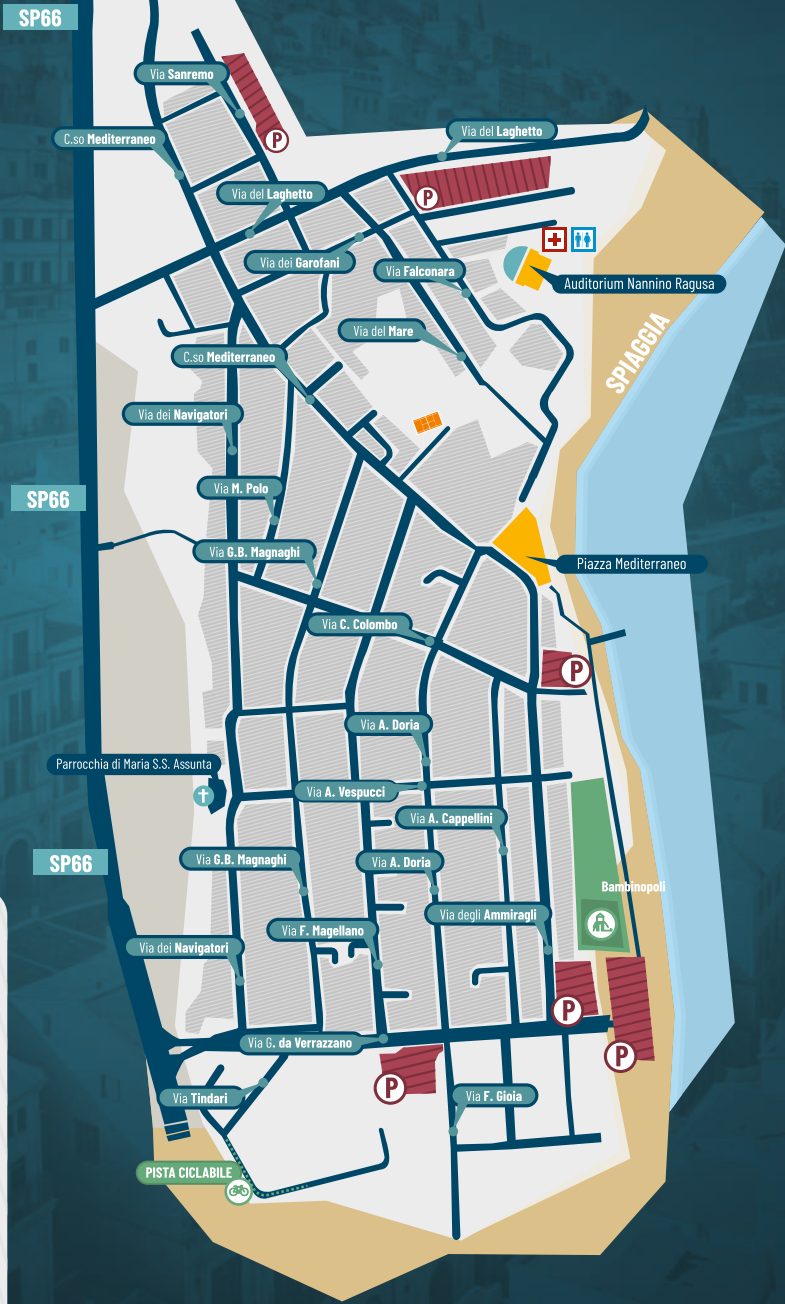 SP66
Via Sanremo
C.so Mediterraneo
P
Via del Laghetto
Via del Laghetto
P
Via dei Garofani
Via Falconara
Auditorium Nannino Ragusa
SPIAGGIA
Via del Mare
C.so Mediterraneo
Via dei Navigatori
SP66
Via M. Polo
Via G.B. Magnaghi
Piazza Mediterraneo
Via C. Colombo
P
Via A. Doria
Parrocchia di Maria S.S. Assunta
Via A. Vespucci
Via A. Cappellini
SP66
Via G.B. Magnaghi
Via A. Doria
Bambinopoli
Via degli Ammiragli
Via F. Magellano
Via dei Navigatori
P
Via G. da Verrazzano
P
P
Via Tindari
Via F. Gioia
PISTA CICLABILE